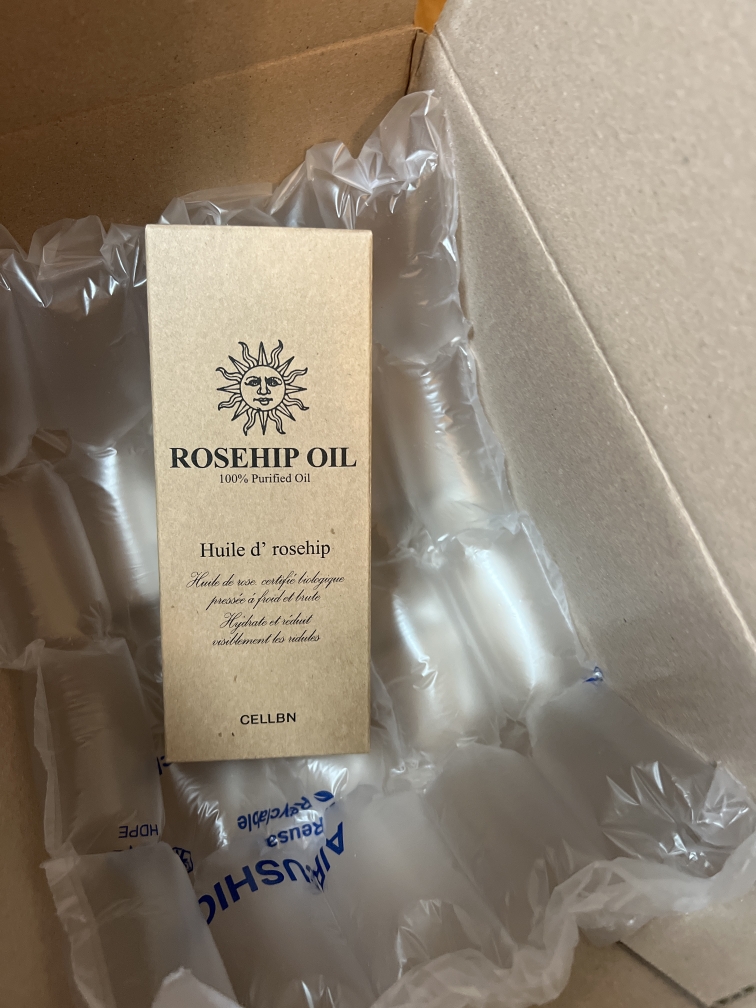 ROSEHIP OIL
100% Purified Oil
Huile d' rosehip
Huile de rose. certifié biologique
pressée à froid et brute
Hydrate et réduit
visiblement les ridules
CELLBN
HDPE
Recyclable
Reusa